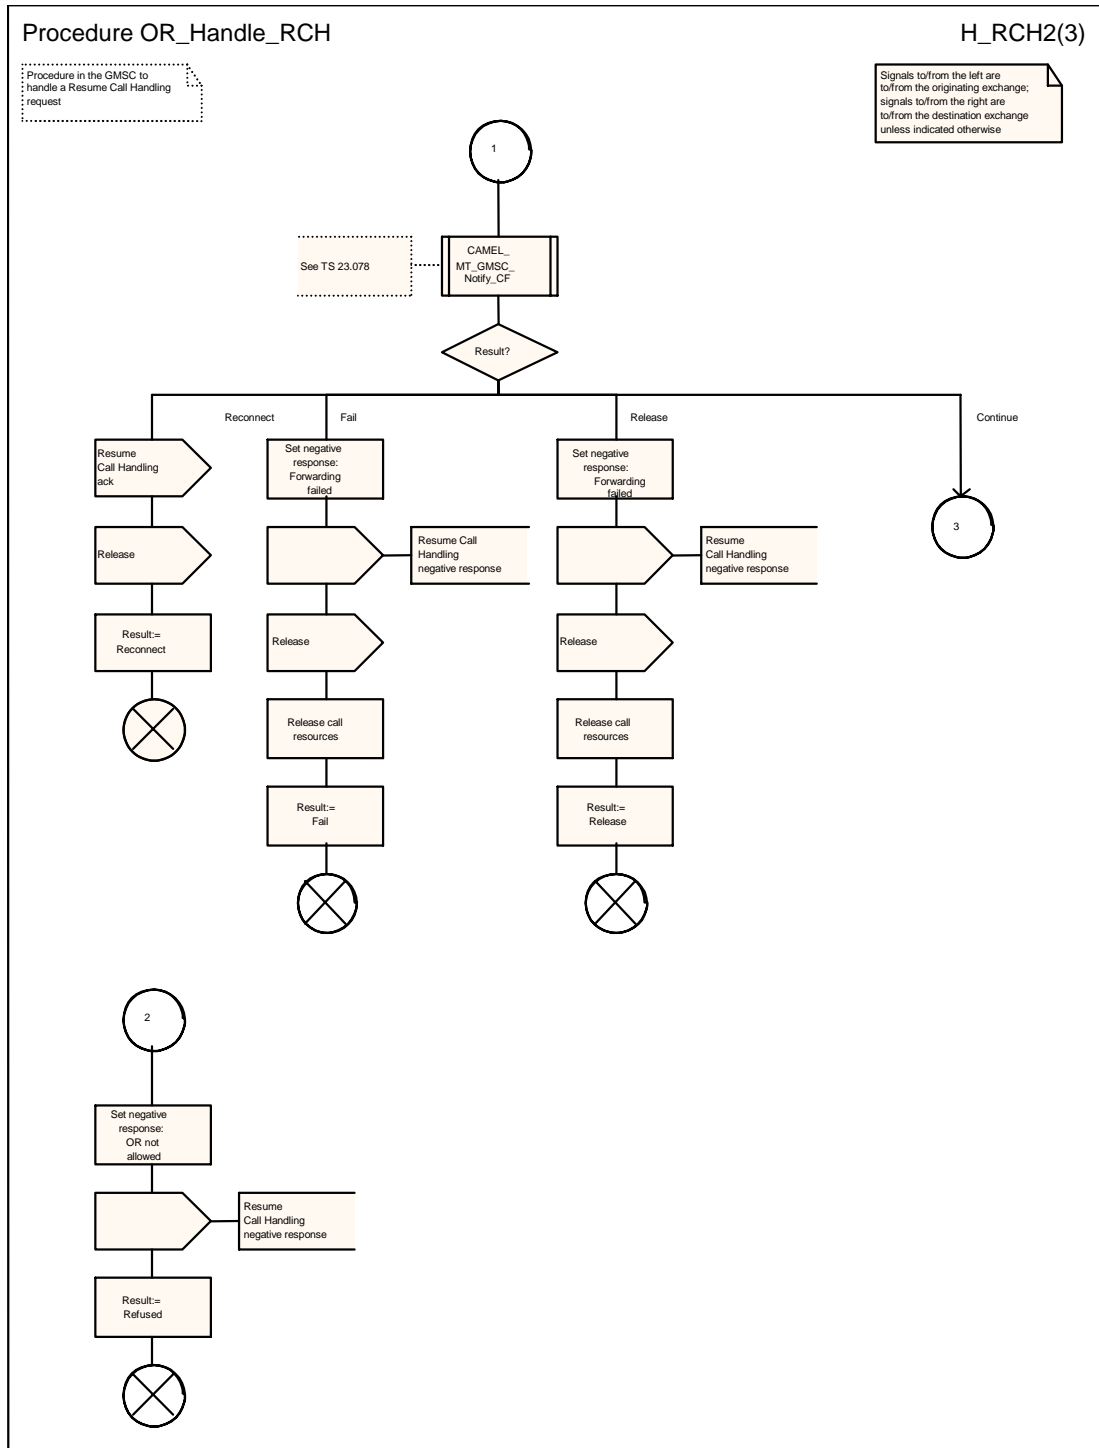 Procedure OR_Handle_RCH
H_RCH2(3)
Procedure in the GMSC to
handle a Resume Call Handling
request
Signals to/from the left are
to/from the originating exchange;
signals to/from the right are
to/from the destination exchange
unless indicated otherwise
1
See TS 23.078
CAMEL_
MT_GMSC_
Notify_CF
Result?
Reconnect
Fail
Release
Continue
Resume
Call Handling
ack
Set negative
response:
Forwarding
failed
Set negative
response:
Forwarding
failed
3
Release
Resume Call
Handling
negative response
Resume
Call Handling
negative response
Result:=
Reconnect
Release
Release
Release call
resources
Release call
resources
Result:=
Fail
Result:=
Release
2
Set negative
response:
OR not
allowed
Resume
Call Handling
negative response
Result:=
Refused